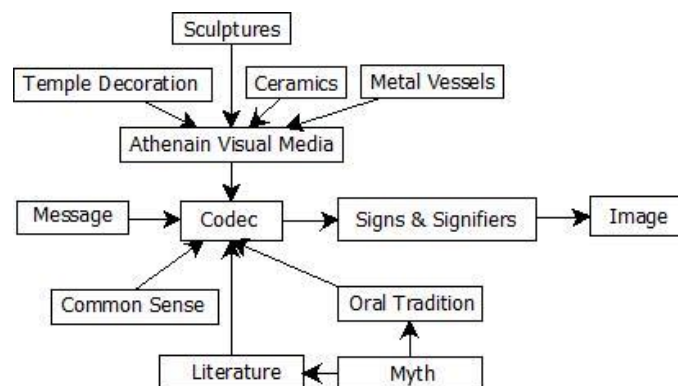 Sculptures
Temple Decoration
Ceramics
Metal Vessels
Athenain Visual Media
Message
Codec
Signs & Signifiers
Image
Common Sense
Oral Tradition
Literature
Myth